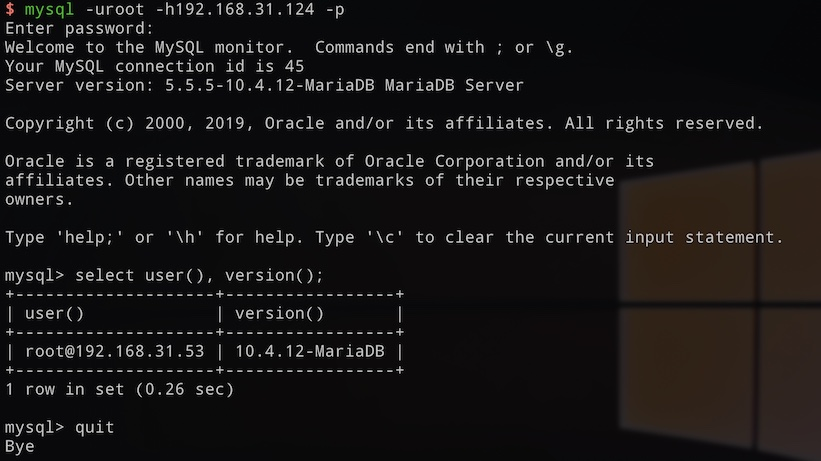 $ mysql -uroot -h192.168.31.124 -p
Enter password:
Welcome to the MySQL monitor.  Commands end with ; or \g.
Your MySQL connection id is 45
Server version: 5.5.5-10.4.12-MariaDB MariaDB Server

Copyright (c) 2000, 2019, Oracle and/or its affiliates. All rights reserved.

Oracle is a registered trademark of Oracle Corporation and/or its
affiliates. Other names may be trademarks of their respective
owners.

Type 'help;' or '\h' for help. Type '\c' to clear the current input statement.

mysql> select user(), version();
+--------------------+-----------------+
| user()             | version()       |
+--------------------+-----------------+
| root@192.168.31.53 | 10.4.12-MariaDB |
+--------------------+-----------------+
1 row in set (0.26 sec)

mysql> quit
Bye